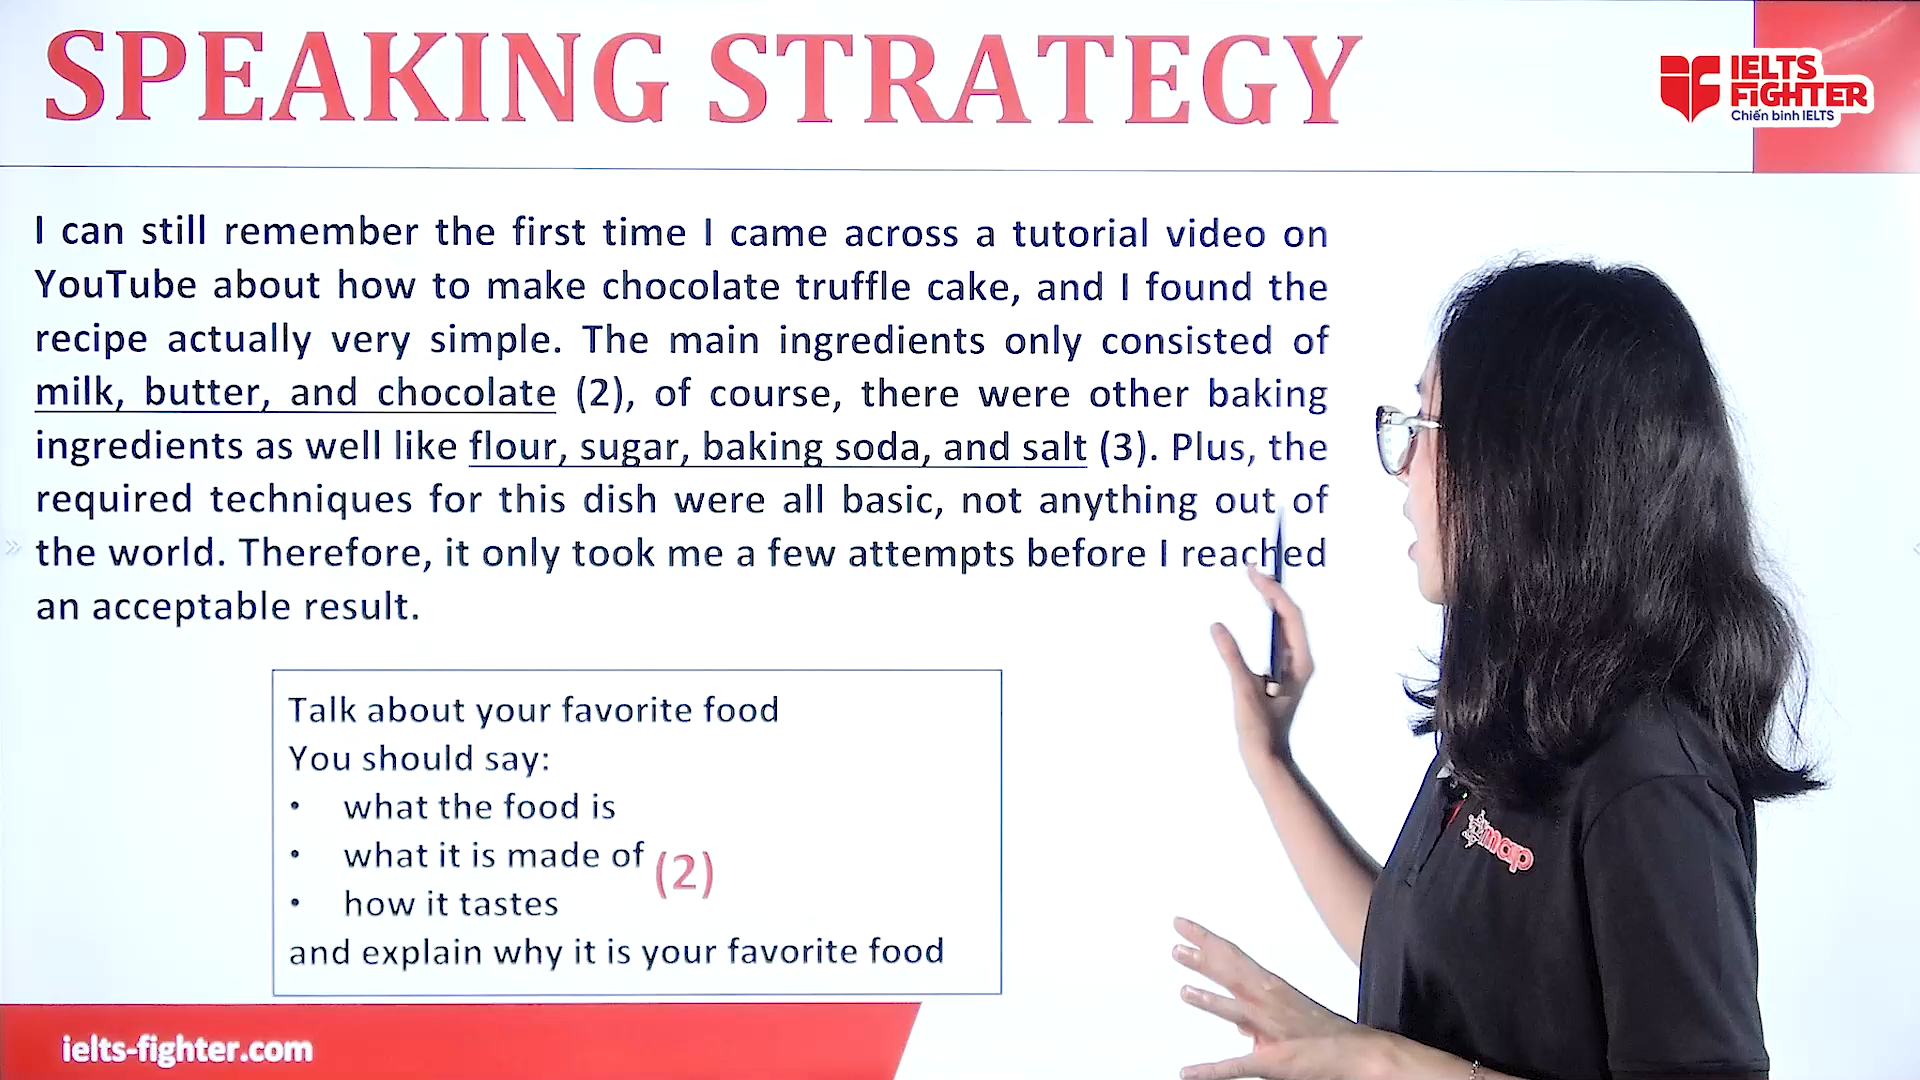 SPEAKING STRATEGY
IELTS
FIGHTER
Chiến binh IELTS
I can still remember the first time I came across a tutorial video on
YouTube about how to make chocolate truffle cake, and I found the
recipe actually very simple. The main ingredients only consisted of
milk, butter, and chocolate (2), of course, there were other baking
ingredients as well like flour, sugar, baking soda, and salt (3). Plus, the
required techniques for this dish were all basic, not anything out of
the world. Therefore, it only took me a few attempts before I reached
an acceptable result.
Talk about your favorite food
You should say:
• what the food is
• what it is made of (2)
• how it tastes
and explain why it is your favorite food
map
ielts-fighter.com